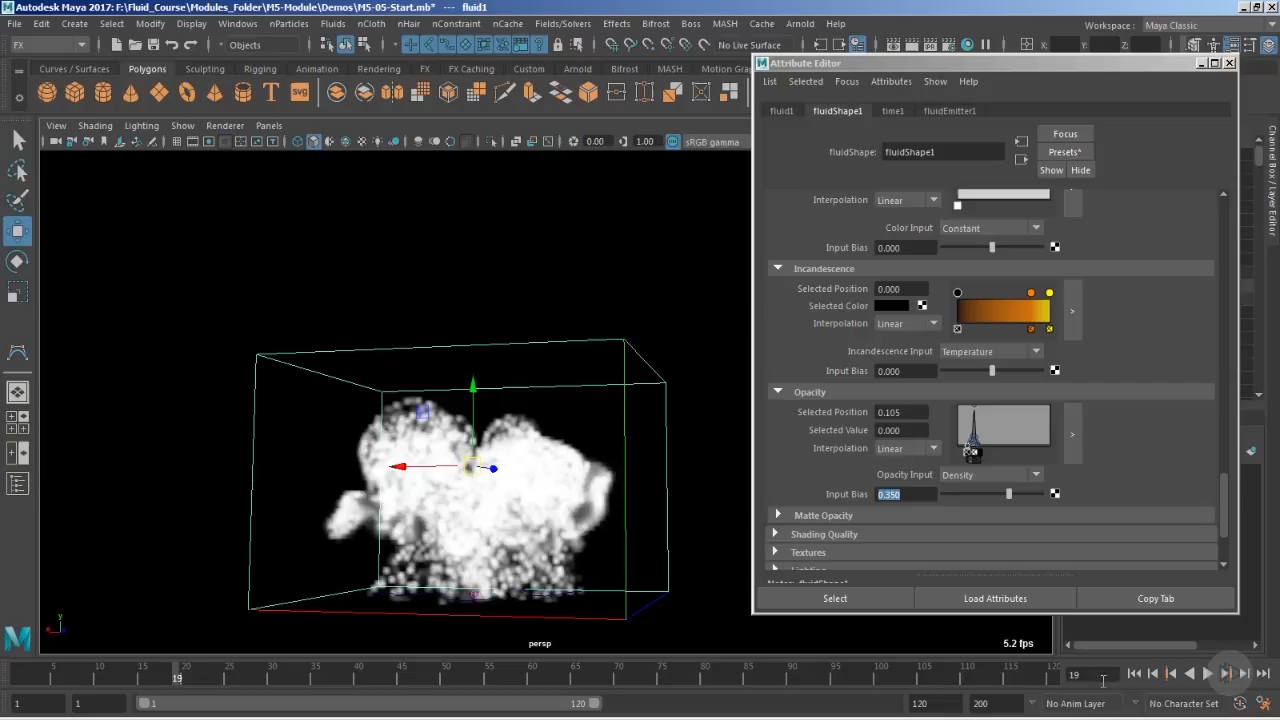 Autodesk Maya 2017: F:\Fluid_Course\Modules_Folder\M5-Module\Demos\M5-05-Start.mb* --- fluid1
File Edit Create Select Modify Display Windows nParticles Fluids nCloth nHair nConstraint nCache Fields/Solvers Effects Bifrost Boss MASH Cache Arnold Help
Workspace : Maya Classic
FX Objects No Live Surface X: Y: Z:
Curves / Surfaces Polygons Sculpting Rigging Animation Rendering FX FX Caching Custom Arnold Bifrost MASH Motion Gra
T SVG
View Shading Lighting Show Renderer Panels
0.00 1.00 sRGB gamma
Attribute Editor
List Selected Focus Attributes Show Help
fluid1 fluidShape1 time1 fluidEmitter1
Focus
fluidShape: fluidShape1 Presets*
Show Hide
Interpolation Linear
Color Input Constant
Input Bias 0.000
Incandescence
Selected Position 0.000
Selected Color
Interpolation Linear >
Incandescence Input Temperature
Input Bias 0.000
Opacity
Selected Position 0.105
Selected Value 0.000 >
Interpolation Linear
Opacity Input Density
Input Bias 0.350
Matte Opacity
Shading Quality
Textures
Lighting
Notes: fluidShape1
Select Load Attributes Copy Tab
Channel Box / Layer Editor
y
x
persp
5.2 fps
5 10 15 20 25 30 35 40 45 50 55 60 65 70 75 80 85 90 95 100 105 110 115 120
19 19
1 1 1 120 120 200 No Anim Layer No Character Set